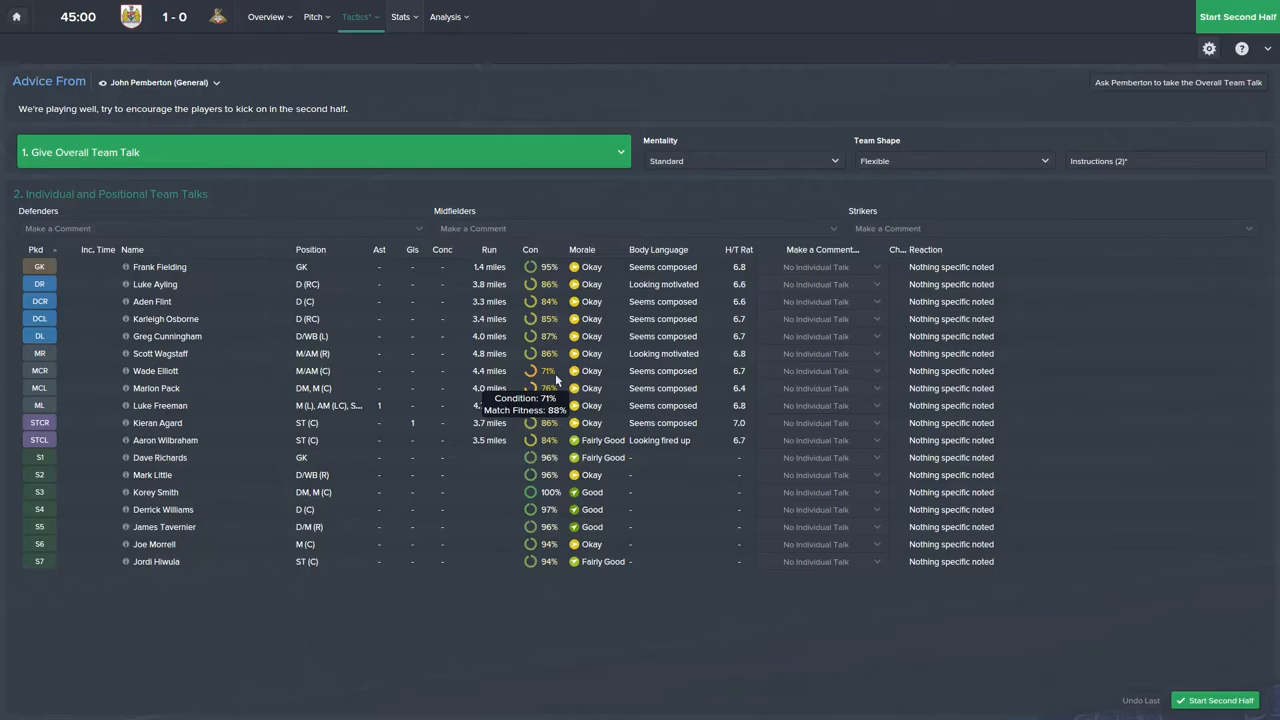 45:00 1 - 0 Overview Pitch Tactics* Stats Analysis Start Second Half
Advice From John Pemberton (General) Ask Pemberton to take the Overall Team Talk
We're playing well, try to encourage the players to kick on in the second half.
Mentality Team Shape
1. Give Overall Team Talk Standard Flexible Instructions (2)*
2. Individual and Positional Team Talks
Defenders Midfielders Strikers
Make a Comment Make a Comment Make a Comment
Pkd Inc. Time Name Position Ast Gls Conc Run Con Morale Body Language H/T Rat Make a Comment... Ch... Reaction
GK Frank Fielding GK - - - 1.4 miles 95% Okay Seems composed 6.8 No Individual Talk Nothing specific noted
DR Luke Ayling D (RC) - - - 3.8 miles 86% Okay Looking motivated 6.6 No Individual Talk Nothing specific noted
DCR Aden Flint D (C) - - - 3.3 miles 84% Okay Seems composed 6.6 No Individual Talk Nothing specific noted
DCL Karleigh Osborne D (RC) - - - 3.4 miles 85% Okay Seems composed 6.7 No Individual Talk Nothing specific noted
DL Greg Cunningham D/WB (L) - - - 4.0 miles 87% Okay Seems composed 6.7 No Individual Talk Nothing specific noted
MR Scott Wagstaff M/AM (R) - - - 4.8 miles 86% Okay Looking motivated 6.8 No Individual Talk Nothing specific noted
MCR Wade Elliott M/AM (C) - - - 4.4 miles 71% Okay Seems composed 6.7 No Individual Talk Nothing specific noted
MCL Marlon Pack DM, M (C) - - - 4.0 miles 76% Okay Seems composed 6.4 No Individual Talk Nothing specific noted
Condition: 71%
Match Fitness: 88%
ML Luke Freeman M (L), AM (LC), S... 1 - - Okay Seems composed 6.8 No Individual Talk Nothing specific noted
STCR Kieran Agard ST (C) - 1 - 3.7 miles 86% Okay Seems composed 7.0 No Individual Talk Nothing specific noted
STCL Aaron Wilbraham ST (C) - - - 3.5 miles 84% Fairly Good Looking fired up 6.7 No Individual Talk Nothing specific noted
S1 Dave Richards GK - - - 96% Fairly Good - - No Individual Talk Nothing specific noted
S2 Mark Little D/WB (R) - - - 96% Okay - - No Individual Talk Nothing specific noted
S3 Korey Smith DM, M (C) - - - 100% Good - - No Individual Talk Nothing specific noted
S4 Derrick Williams D (C) - - - 97% Good - - No Individual Talk Nothing specific noted
S5 James Tavernier D/M (R) - - - 96% Good - - No Individual Talk Nothing specific noted
S6 Joe Morrell M (C) - - - 94% Okay - - No Individual Talk Nothing specific noted
S7 Jordi Hiwula ST (C) - - - 94% Fairly Good - - No Individual Talk Nothing specific noted
Undo Last Start Second Half